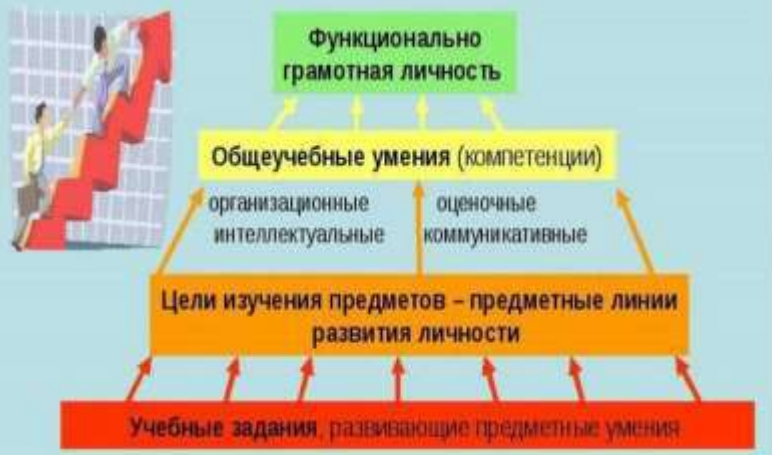 Функционально
грамотная личность
Общеучебные умения (компетенции)
организационные оценочные
интеллектуальные коммуникативные
Цели изучения предметов – предметные линии
развития личности
Учебные задания, развивающие предметные умения